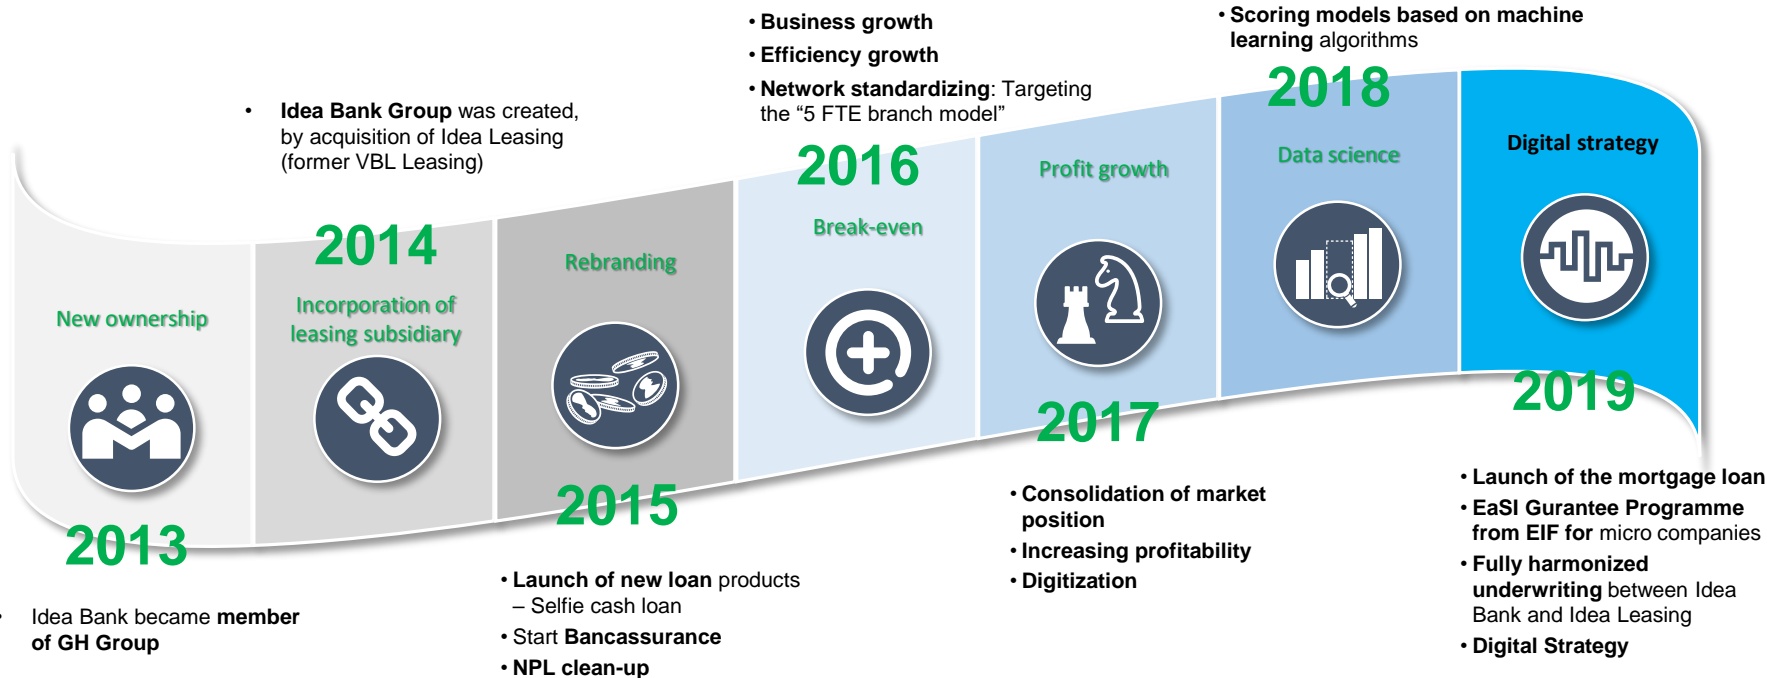 New ownership
2013
• Idea Bank became member
of GH Group
• Idea Bank Group was created,
by acquisition of Idea Leasing
(former VBL Leasing)
2014
Incorporation of
leasing subsidiary
Rebranding
2015
• Launch of new loan products
– Selfie cash loan
• Start Bancassurance
• NPL clean-up
• Business growth
• Efficiency growth
• Network standardizing: Targeting
the “5 FTE branch model”
2016
Break-even
Profit growth
2017
• Consolidation of market
position
• Increasing profitability
• Digitization
• Scoring models based on machine
learning algorithms
2018
Data science
Digital strategy
2019
• Launch of the mortgage loan
• EaSI Gurantee Programme
from EIF for micro companies
• Fully harmonized
underwriting between Idea
Bank and Idea Leasing
• Digital Strategy